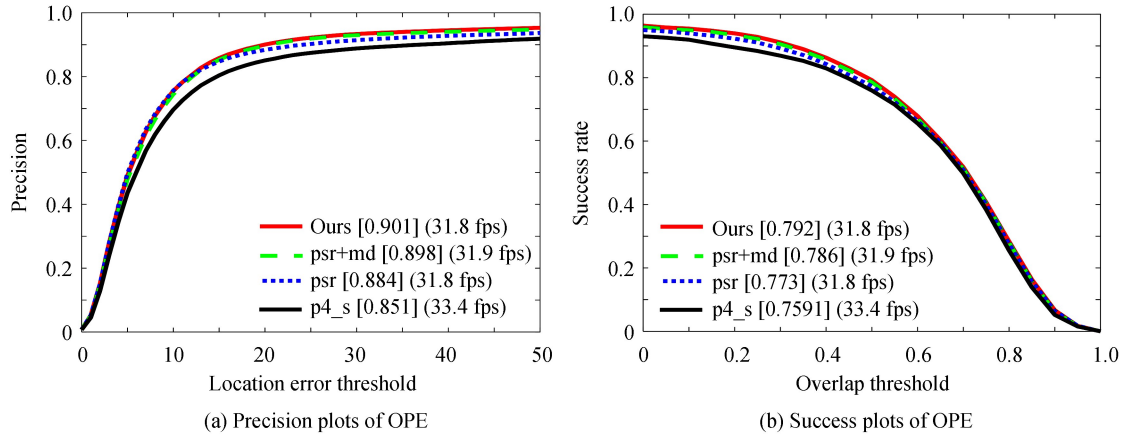 1.0
0.8
0.6
0.4
0.2
0
Precision
Ours [0.901] (31.8 fps)
psr+md [0.898] (31.9 fps)
psr [0.884] (31.8 fps)
p4_s [0.851] (33.4 fps)
0 10 20 30 40 50
Location error threshold
(a) Precision plots of OPE
1.0
0.8
0.6
0.4
0.2
0
Success rate
Ours [0.792] (31.8 fps)
psr+md [0.786] (31.9 fps)
psr [0.773] (31.8 fps)
p4_s [0.7591] (33.4 fps)
0 0.2 0.4 0.6 0.8 1.0
Overlap threshold
(b) Success plots of OPE